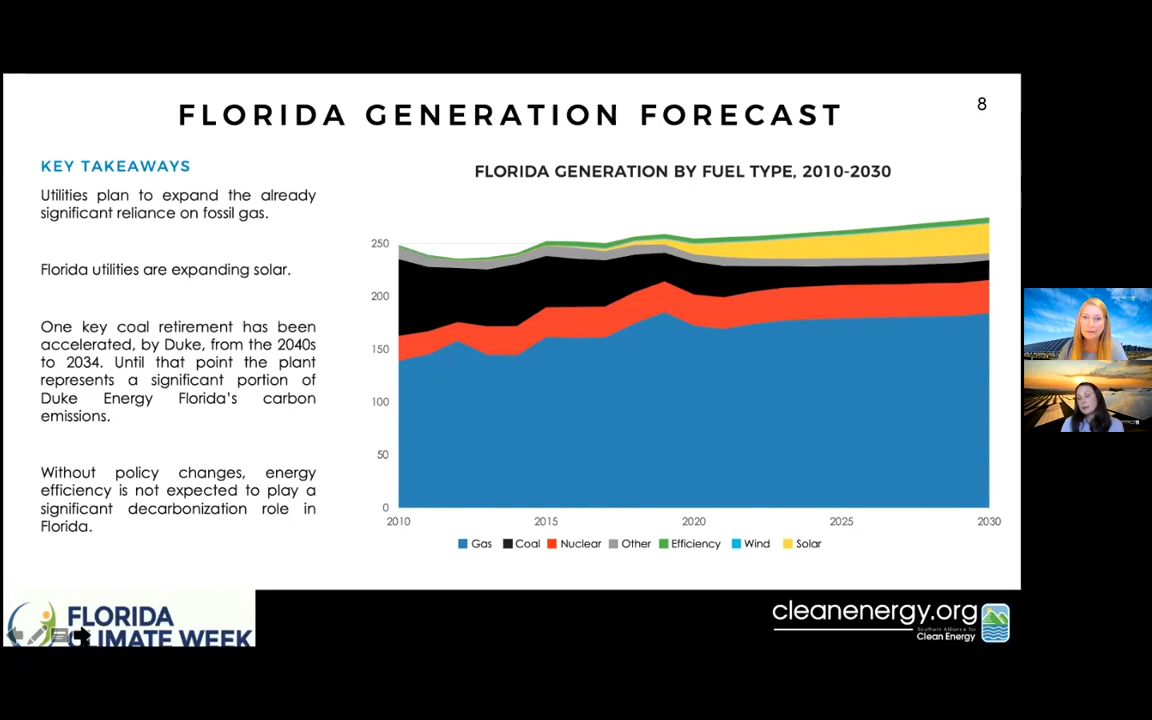 FLORIDA GENERATION FORECAST
8
KEY TAKEAWAYS
Utilities plan to expand the already
significant reliance on fossil gas.
Florida utilities are expanding solar.
One key coal retirement has been
accelerated, by Duke, from the 2040s
to 2034. Until that point the plant
represents a significant portion of
Duke Energy Florida's carbon
emissions.
Without policy changes, energy
efficiency is not expected to play a
significant decarbonization role in
Florida.
FLORIDA GENERATION BY FUEL TYPE, 2010-2030
250
200
150
100
50
0
2010 2015 2020 2025 2030
Gas Coal Nuclear Other Efficiency Wind Solar
FLORIDA
CLIMATE WEEK
cleanenergy.org
Southern Alliance for
Clean Energy